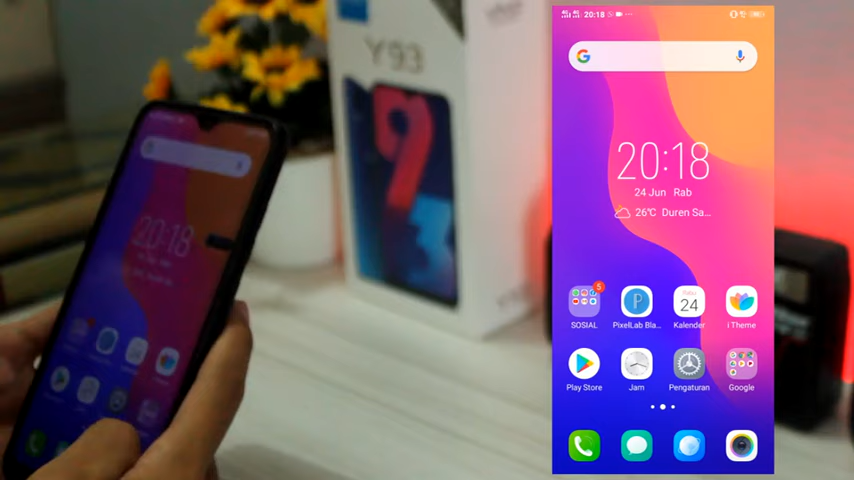 Y93
93
20:18
20:18
20:18
24 Jun Rab
26℃ Duren Sa...
5
SOSIAL
PixelLab Bla...
24
Kalender
I Theme
Play Store
Jam
Pengaturan
Google